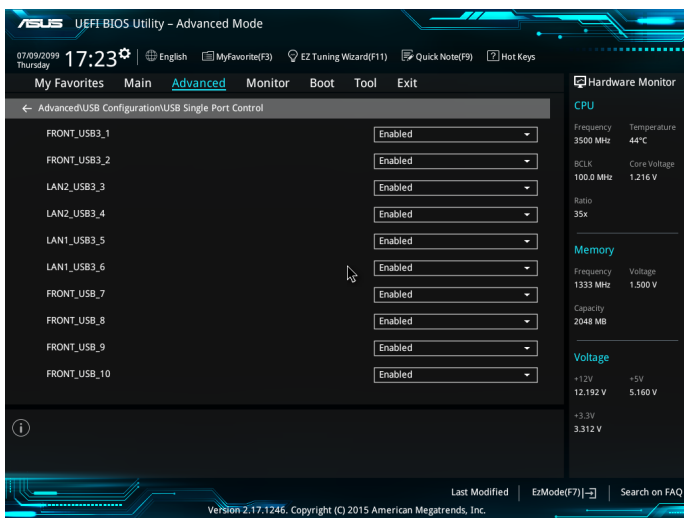 ASUS UEFI BIOS Utility – Advanced Mode
07/09/2099 Thursday 17:23 English MyFavorite(F3) EZ Tuning Wizard(F11) Quick Note(F9) ? Hot Keys
My Favorites Main Advanced Monitor Boot Tool Exit
← Advanced\USB Configuration\USB Single Port Control
FRONT_USB3_1 Enabled
FRONT_USB3_2 Enabled
LAN2_USB3_3 Enabled
LAN2_USB3_4 Enabled
LAN1_USB3_5 Enabled
LAN1_USB3_6 Enabled
FRONT_USB_7 Enabled
FRONT_USB_8 Enabled
FRONT_USB_9 Enabled
FRONT_USB_10 Enabled
Hardware Monitor
CPU
Frequency Temperature
3500 MHz 44°C
BCLK Core Voltage
100.0 MHz 1.216 V
Ratio
35x
Memory
Frequency Voltage
1333 MHz 1.500 V
Capacity
2048 MB
Voltage
+12V +5V
12.192 V 5.160 V
+3.3V
3.312 V
Last Modified EzMode(F7) Search on FAQ
Version 2.17.1246. Copyright (C) 2015 American Megatrends, Inc.